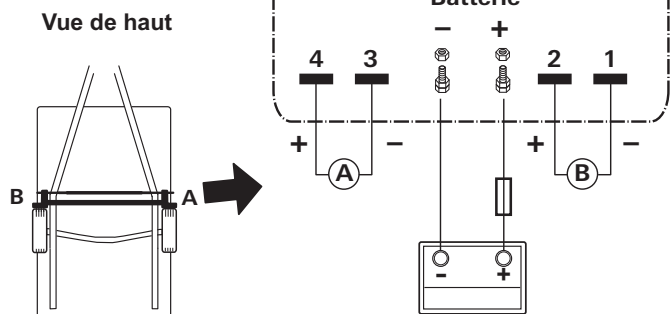 Batterie
Vue de haut
− +
4 3 2 1
+ − + −
A B
B A
- +